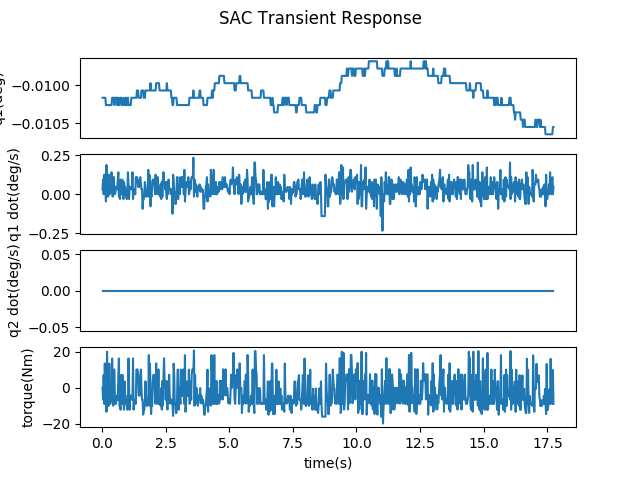 SAC Transient Response
−0.0100
−0.0105
q1(deg)
0.25
0.00
−0.25
q1 dot(deg/s)
0.05
0.00
−0.05
q2 dot(deg/s)
20
0
−20
torque(Nm)
0.0 2.5 5.0 7.5 10.0 12.5 15.0 17.5
time(s)